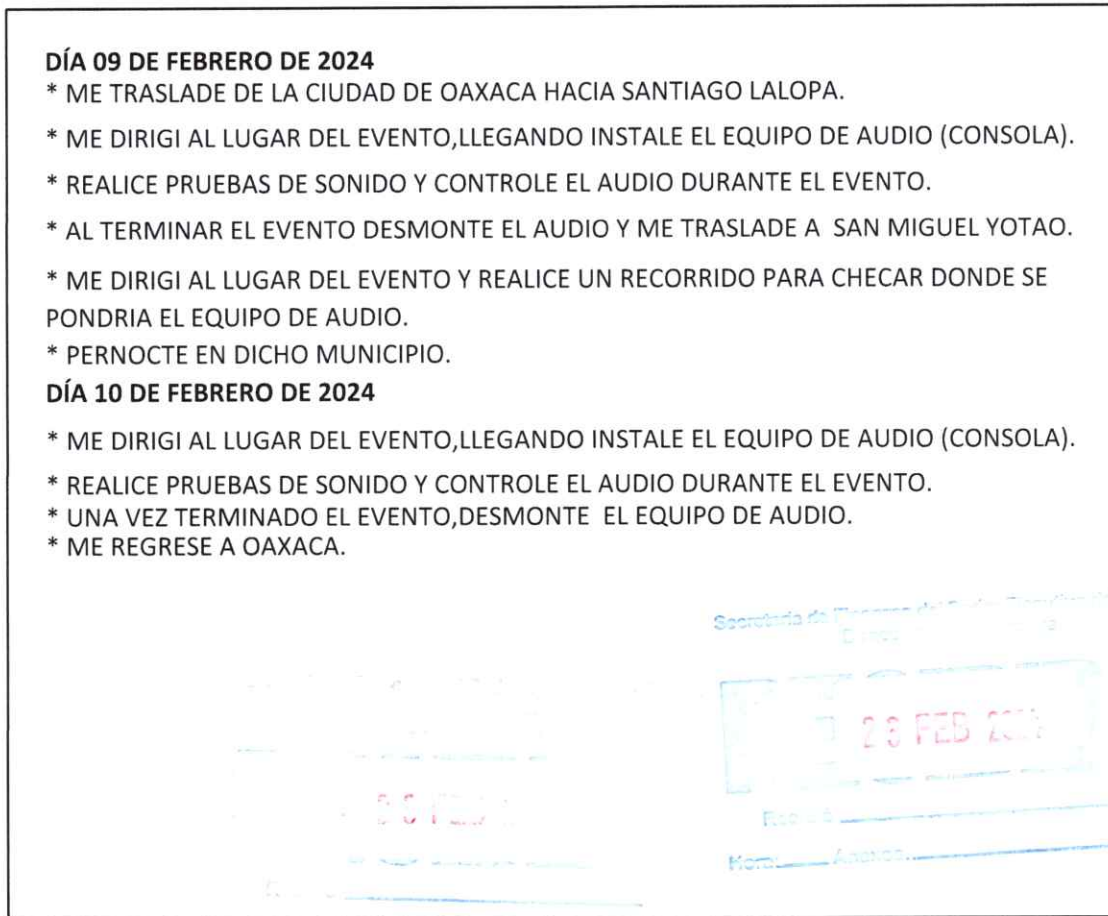 DÍA 09 DE FEBRERO DE 2024
* ME TRASLADE DE LA CIUDAD DE OAXACA HACIA SANTIAGO LALOPA.
* ME DIRIGI AL LUGAR DEL EVENTO,LLEGANDO INSTALE EL EQUIPO DE AUDIO (CONSOLA).
* REALICE PRUEBAS DE SONIDO Y CONTROLE EL AUDIO DURANTE EL EVENTO.
* AL TERMINAR EL EVENTO DESMONTE EL AUDIO Y ME TRASLADE A  SAN MIGUEL YOTAO.
* ME DIRIGI AL LUGAR DEL EVENTO Y REALICE UN RECORRIDO PARA CHECAR DONDE SE
PONDRIA EL EQUIPO DE AUDIO.
* PERNOCTE EN DICHO MUNICIPIO.
DÍA 10 DE FEBRERO DE 2024
* ME DIRIGI AL LUGAR DEL EVENTO,LLEGANDO INSTALE EL EQUIPO DE AUDIO (CONSOLA).
* REALICE PRUEBAS DE SONIDO Y CONTROLE EL AUDIO DURANTE EL EVENTO.
* UNA VEZ TERMINADO EL EVENTO,DESMONTE  EL EQUIPO DE AUDIO.
* ME REGRESE A OAXACA.
Secretaría de
FEB
Hora: Anexos